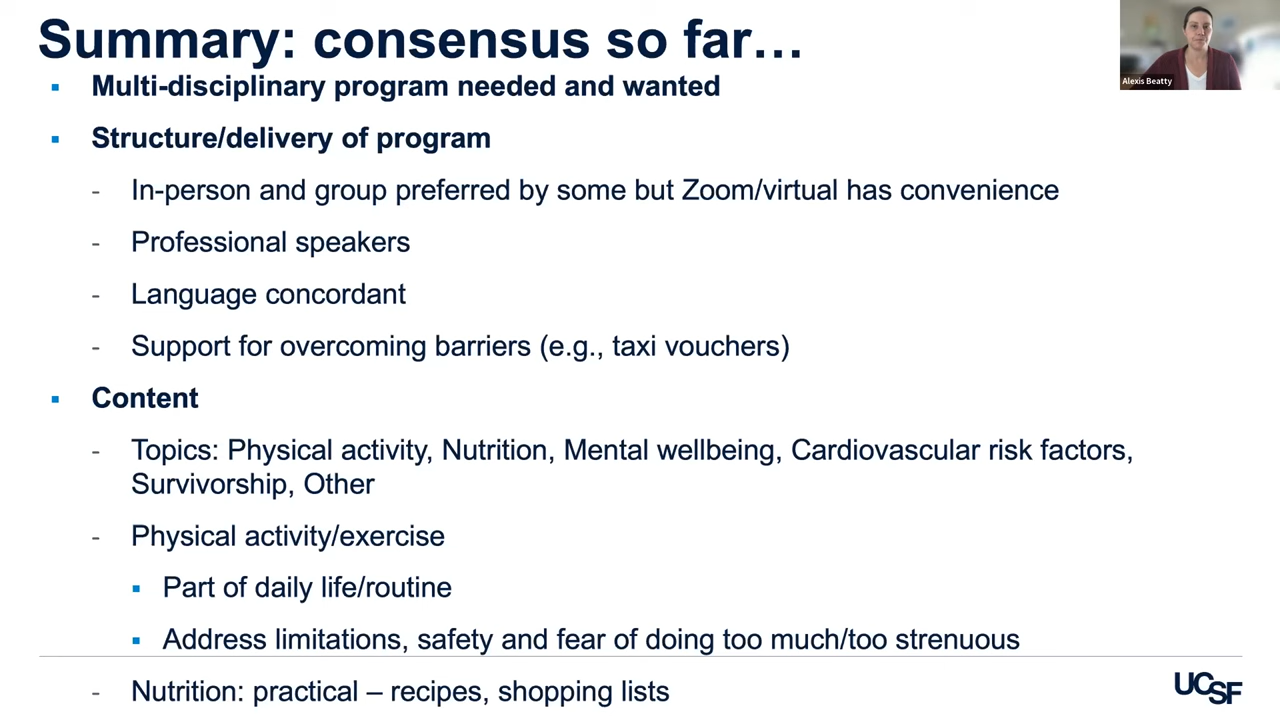 Summary: consensus so far…
Alexis Beatty
▪ Multi-disciplinary program needed and wanted
▪ Structure/delivery of program
- In-person and group preferred by some but Zoom/virtual has convenience
- Professional speakers
- Language concordant
- Support for overcoming barriers (e.g., taxi vouchers)
▪ Content
- Topics: Physical activity, Nutrition, Mental wellbeing, Cardiovascular risk factors,
Survivorship, Other
- Physical activity/exercise
▪ Part of daily life/routine
▪ Address limitations, safety and fear of doing too much/too strenuous
- Nutrition: practical – recipes, shopping lists
UCSF